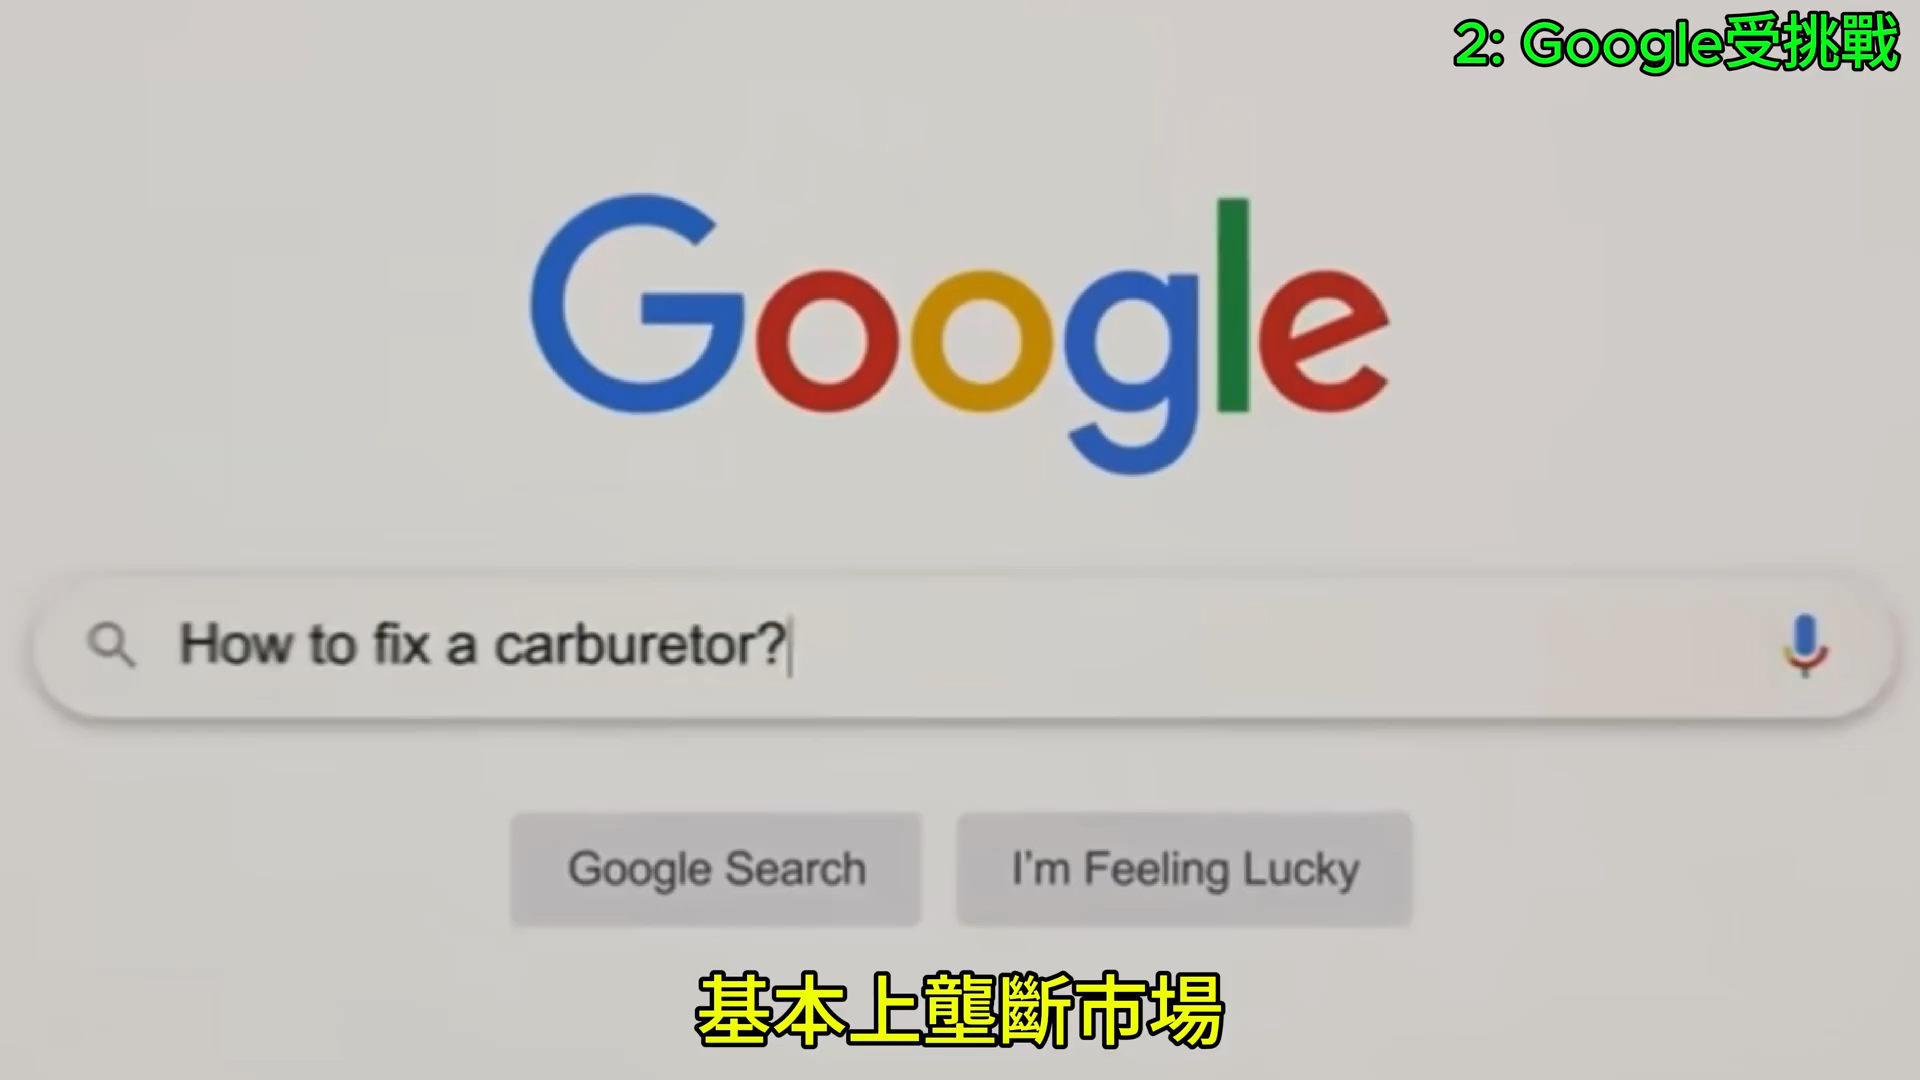 2: Google受挑戰
Google
How to fix a carburetor?
Google Search
I'm Feeling Lucky
基本上壟斷市場